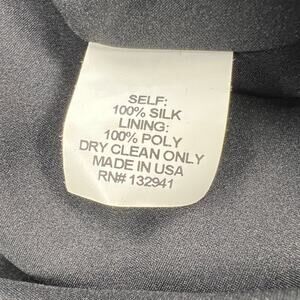 SELF:
100% SILK
LINING:
100% POLY
DRY CLEAN ONLY
MADE IN USA
RN# 132941